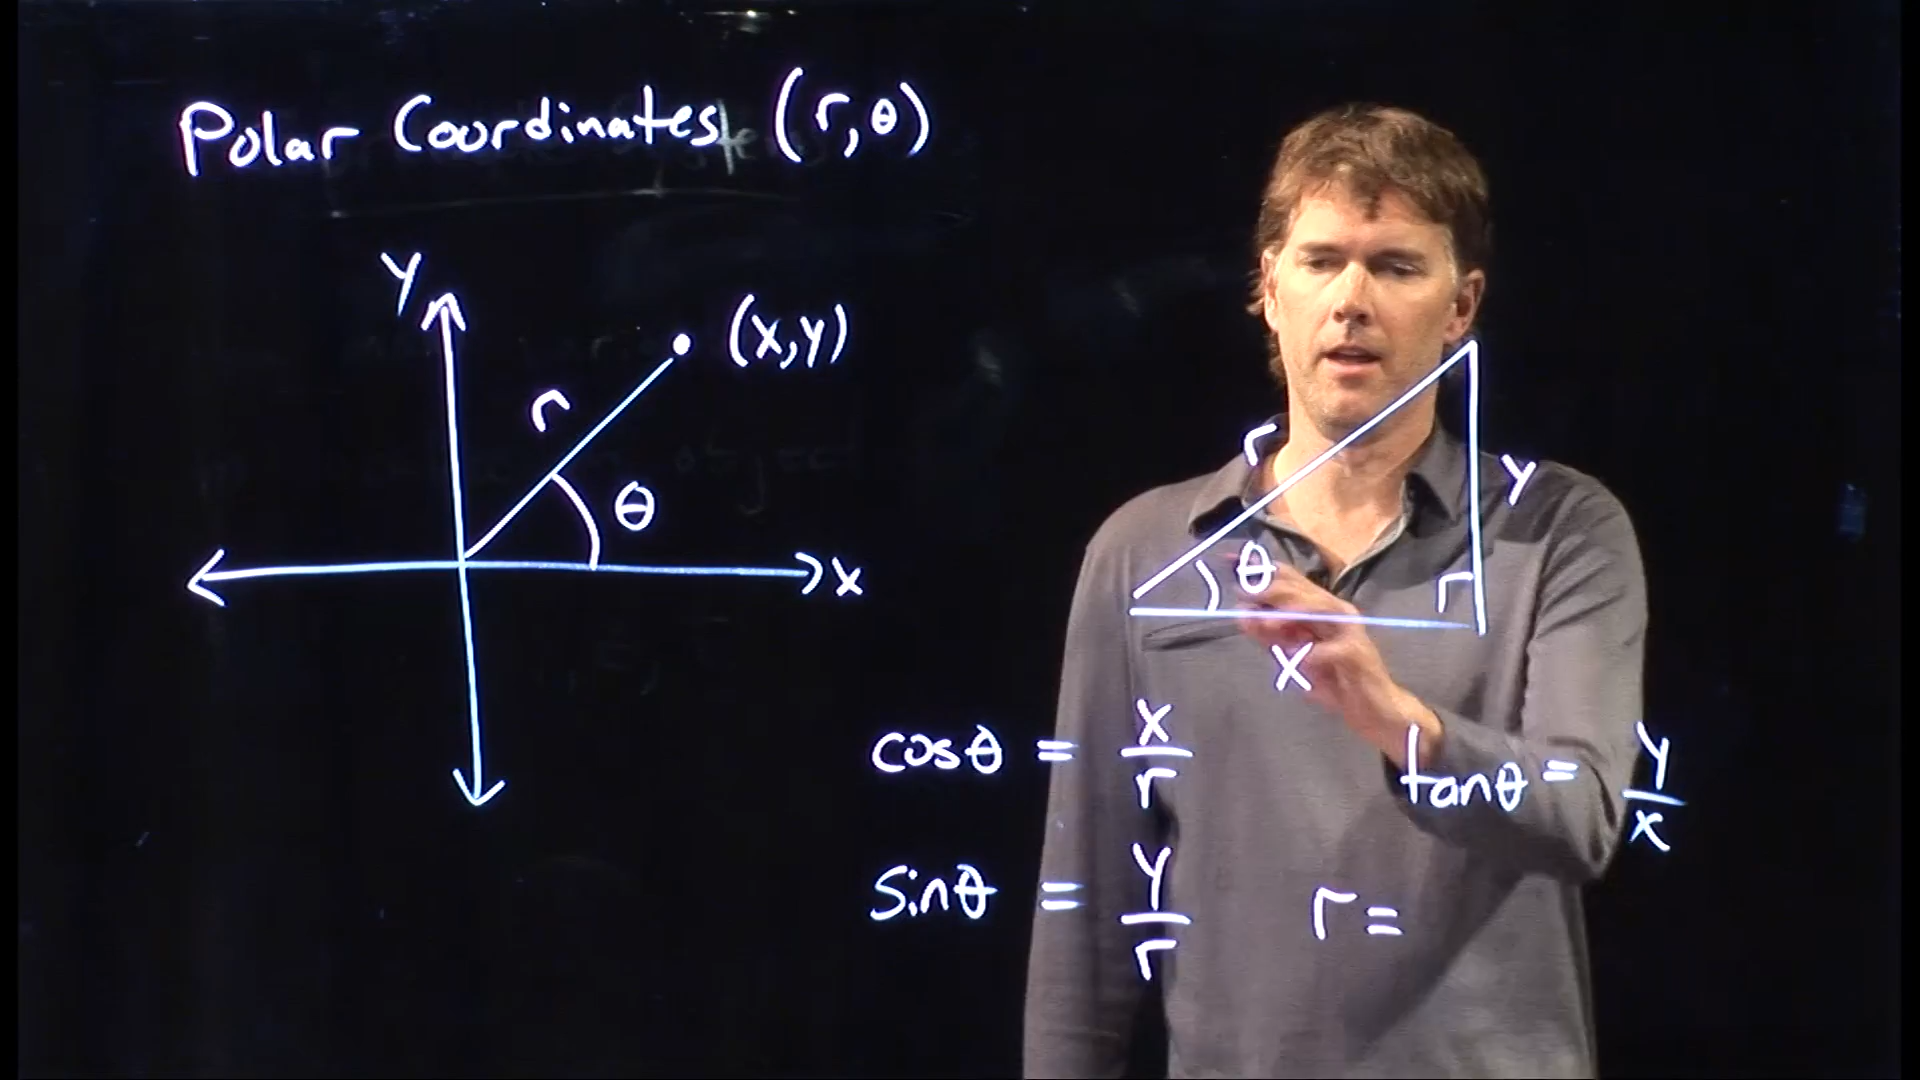 Polar Coordinates, (r, θ)
y
(x,y)
r
θ
x
r
y
θ
x
cosθ = x/r
tanθ = y/x
sinθ = y/r
r =